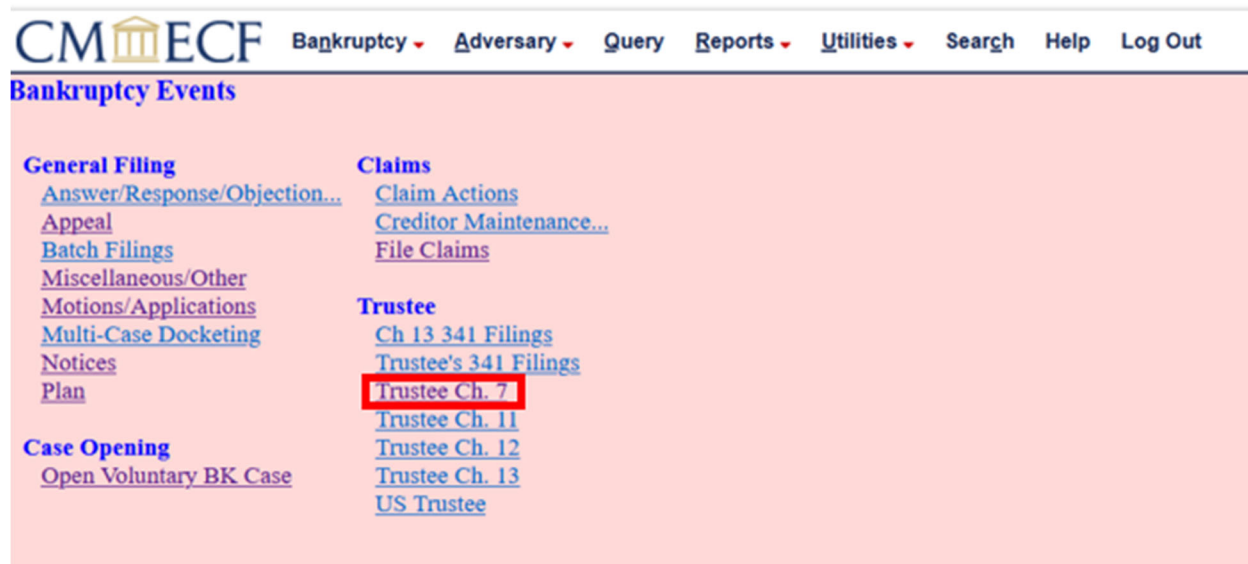 CM ECF Bankruptcy Adversary Query Reports Utilities Search Help Log Out
Bankruptcy Events
General Filing
Answer/Response/Objection...
Appeal
Batch Filings
Miscellaneous/Other
Motions/Applications
Multi-Case Docketing
Notices
Plan
Case Opening
Open Voluntary BK Case
Claims
Claim Actions
Creditor Maintenance...
File Claims
Trustee
Ch 13 341 Filings
Trustee's 341 Filings
Trustee Ch. 7
Trustee Ch. 11
Trustee Ch. 12
Trustee Ch. 13
US Trustee